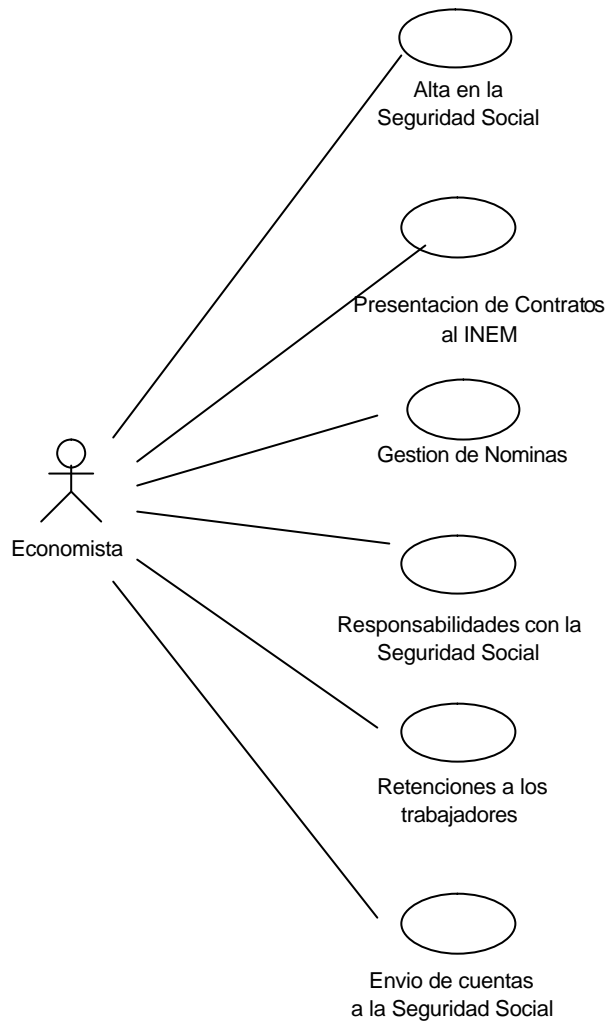 Alta en la
Seguridad Social
Presentacion de Contratos
al INEM
Gestion de Nominas
Economista
Responsabilidades con la
Seguridad Social
Retenciones a los
trabajadores
Envio de cuentas
a la Seguridad Social